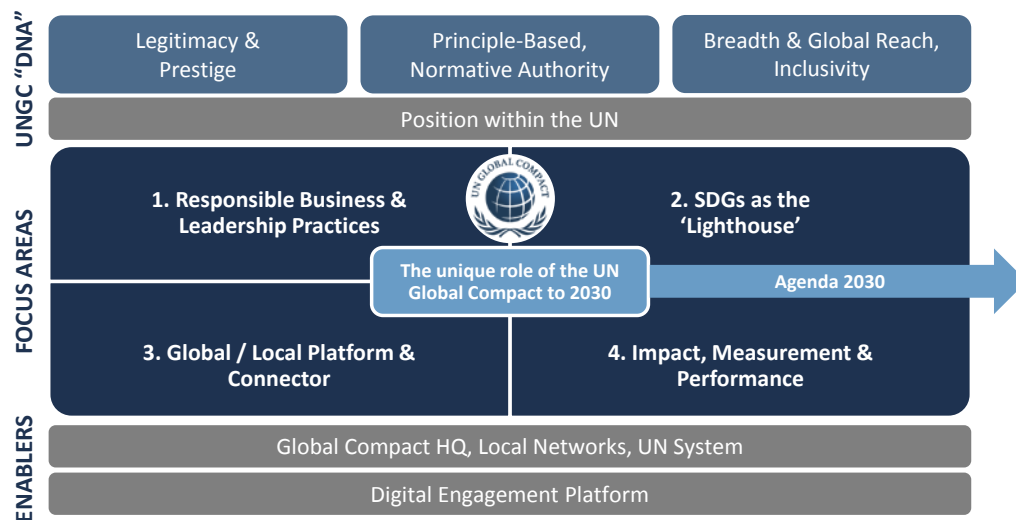 UNGC “DNA”
Legitimacy &
Prestige
Principle-Based,
Normative Authority
Breadth & Global Reach,
Inclusivity
Position within the UN
FOCUS AREAS
UN GLOBAL COMPACT
1. Responsible Business &
Leadership Practices
2. SDGs as the
‘Lighthouse’
The unique role of the UN
Global Compact to 2030
Agenda 2030
3. Global / Local Platform &
Connector
4. Impact, Measurement &
Performance
ENABLERS
Global Compact HQ, Local Networks, UN System
Digital Engagement Platform